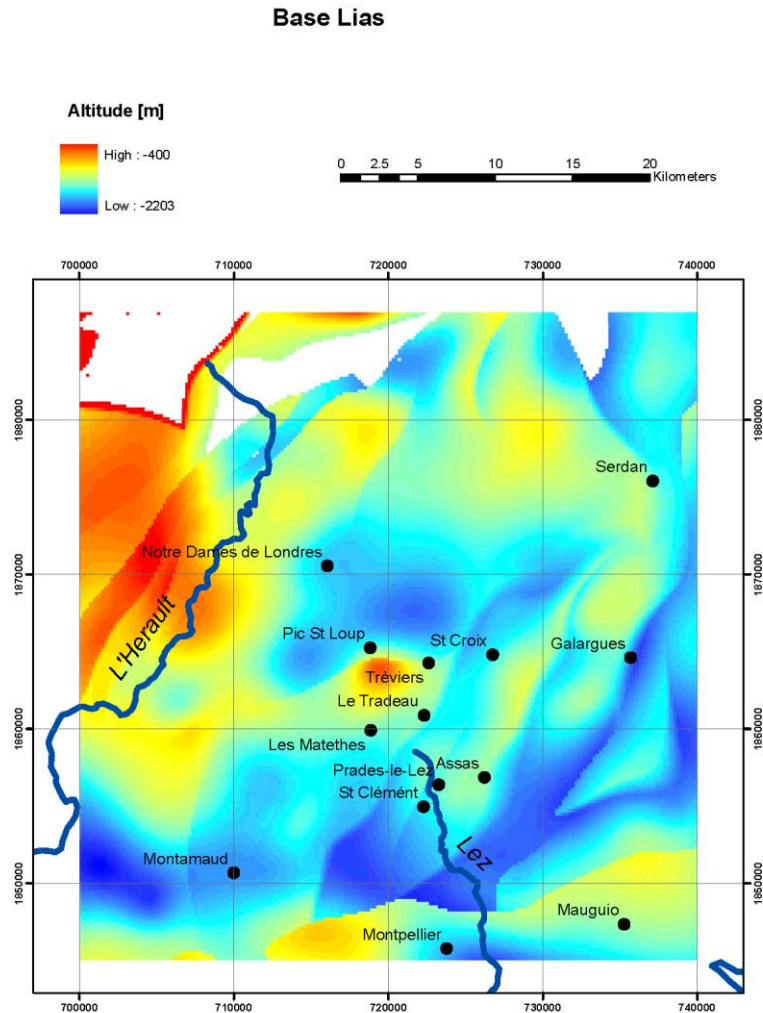 Base Lias
Altitude [m]
High : -400
Low : -2203
0 2.5 5 10 15 20
Kilometers
700000 710000 720000 730000 740000
1880000 1880000
Serdan
Notre Dames de Londres
1870000 1870000
L'Herault
Pic St Loup
St Croix
Galargues
Trèviers
Le Tradeau
1860000 1860000
Les Matethes
Prades-le-Lez
Assas
St Clémént
Lez
Montamaud
1850000 1850000
Mauguio
Montpellier
700000 710000 720000 730000 740000